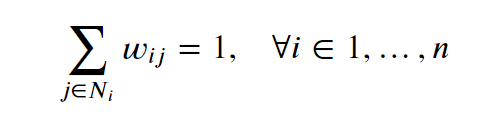 ∑_{j∈N_i} w_{ij} = 1,   ∀i ∈ 1, … , n